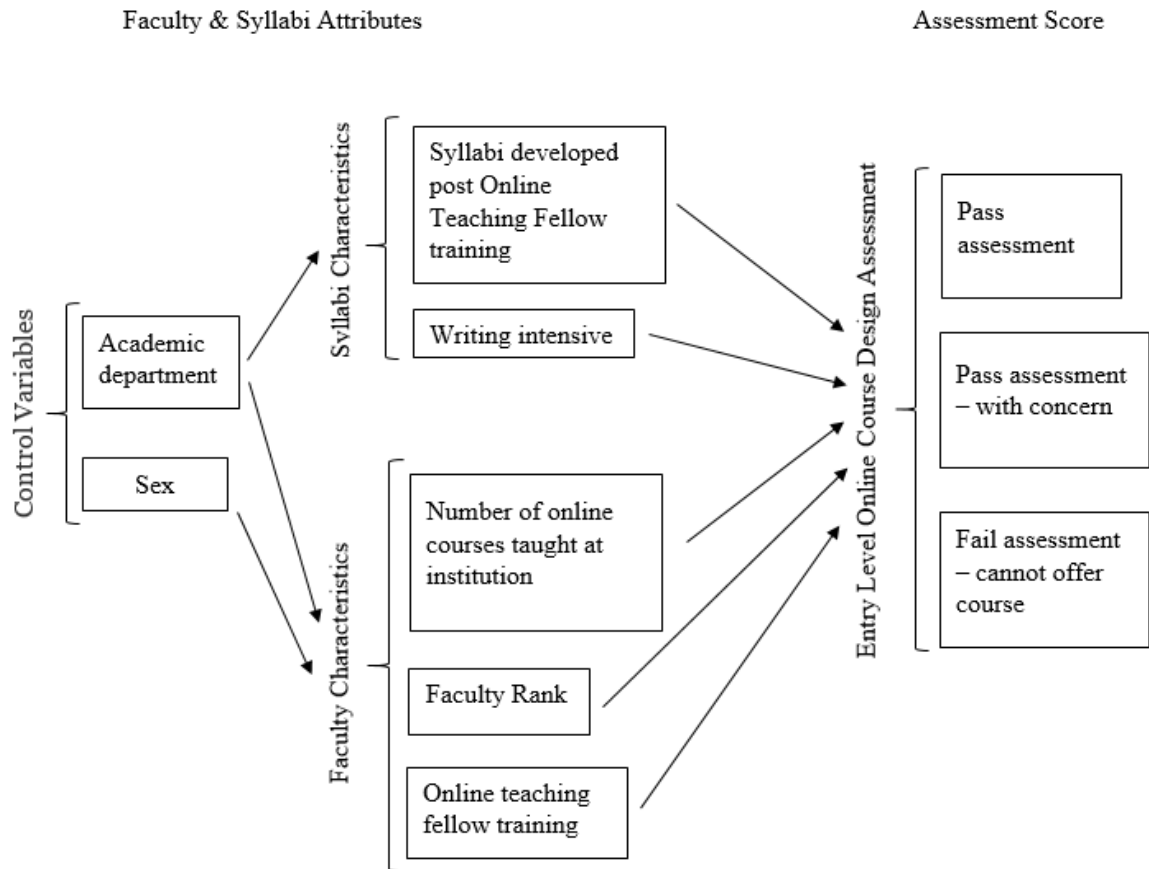 Faculty & Syllabi Attributes
Assessment Score
Control Variables
Academic
department
Sex
Syllabi Characteristics
Syllabi developed
post Online
Teaching Fellow
training
Writing intensive
Faculty Characteristics
Number of online
courses taught at
institution
Faculty Rank
Online teaching
fellow training
Entry Level Online Course Design Assessment
Pass
assessment
Pass assessment
– with concern
Fail assessment
– cannot offer
course